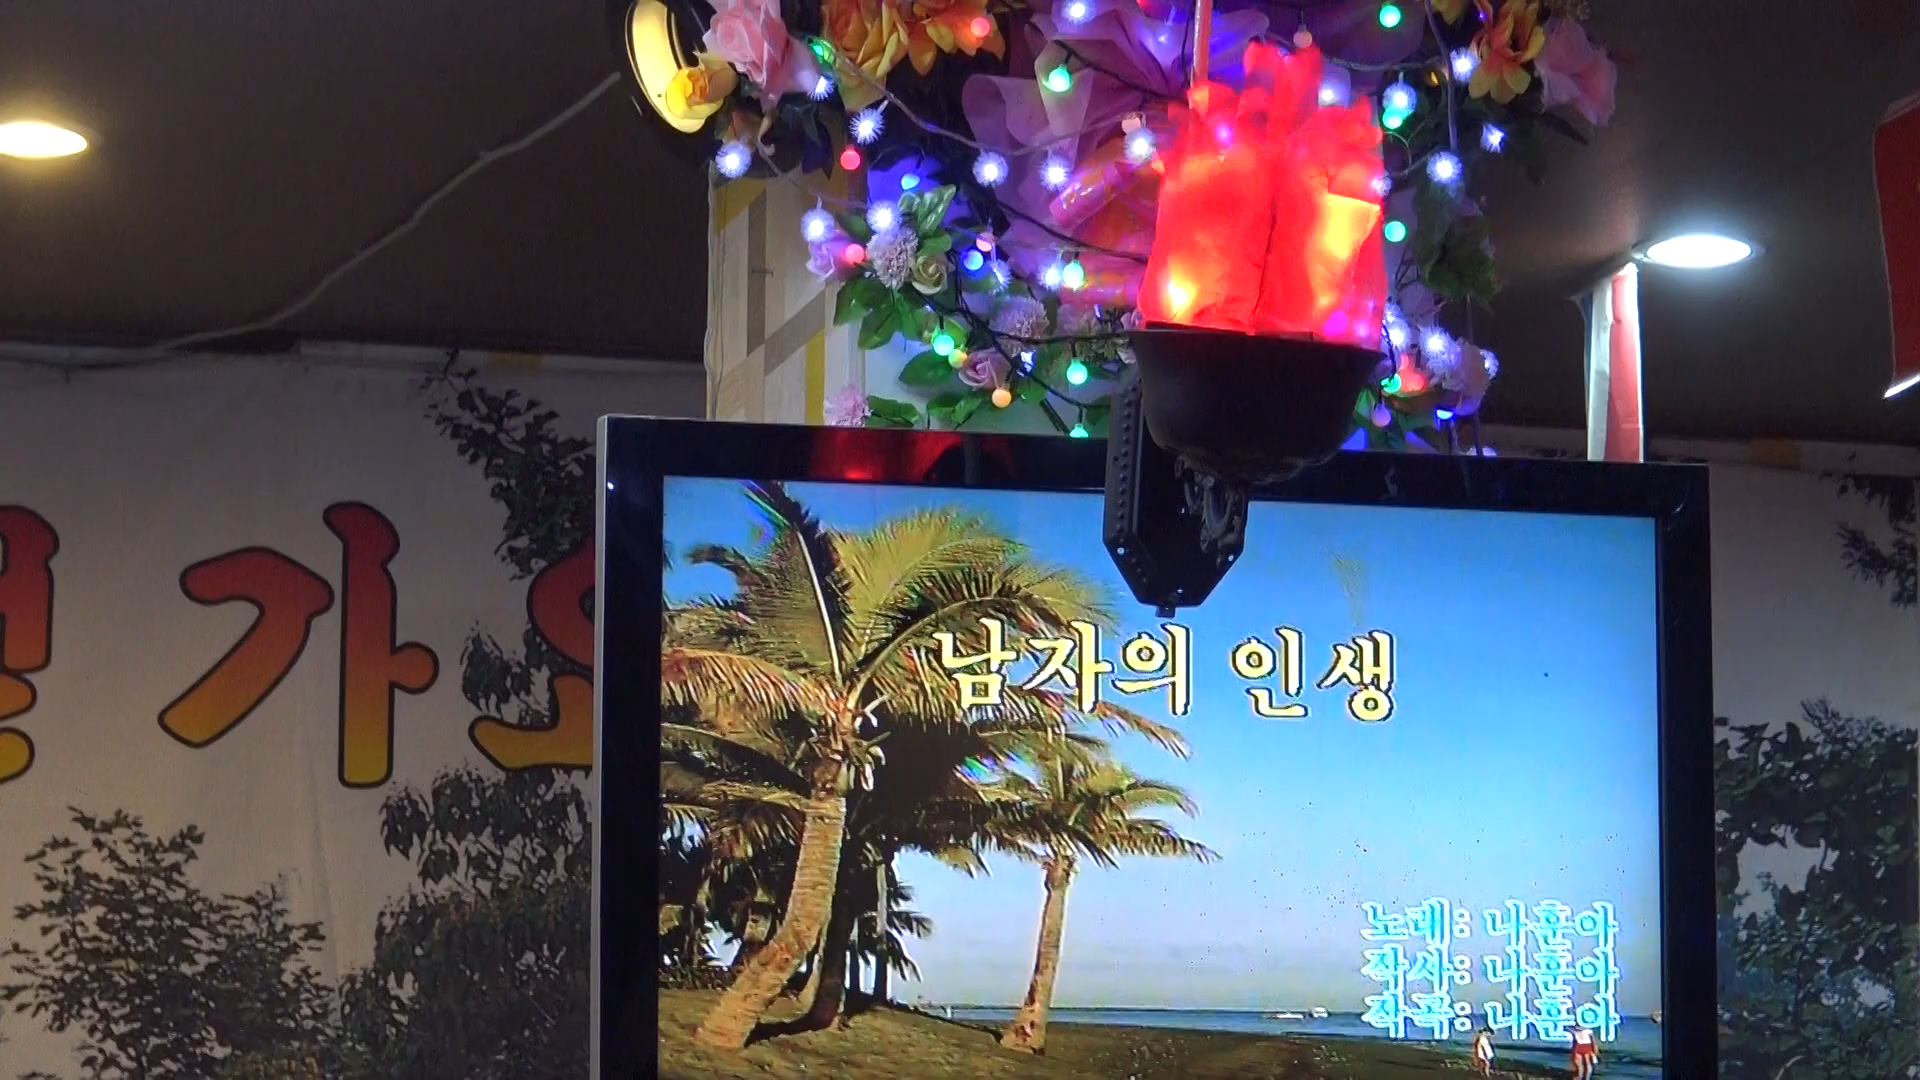 가요
남자의 인생
노래: 나훈아
작사: 나훈아
작곡: 나훈아